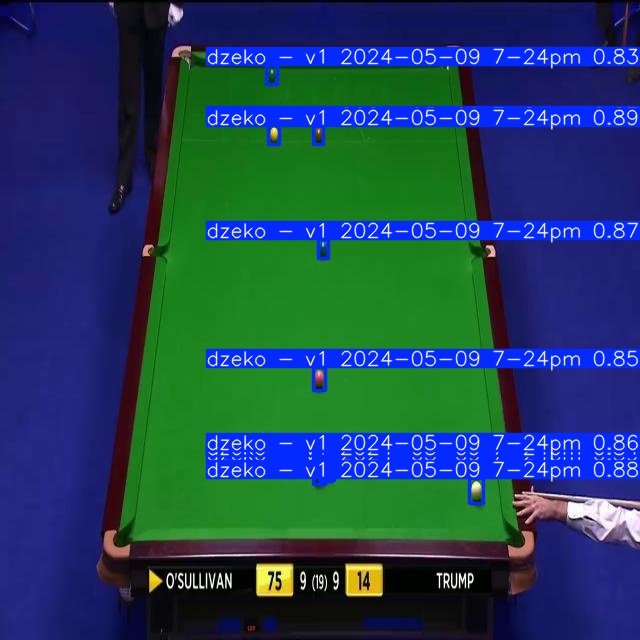 dzeko - v1 2024-05-09 7-24pm 0.83
dzeko - v1 2024-05-09 7-24pm 0.89
dzeko - v1 2024-05-09 7-24pm 0.87
dzeko - v1 2024-05-09 7-24pm 0.85
dzeko - v1 2024-05-09 7-24pm 0.86
dzeko - v1 2024-05-09 7-24pm 0.88
O'SULLIVAN 75 9 (19) 9 14 TRUMP